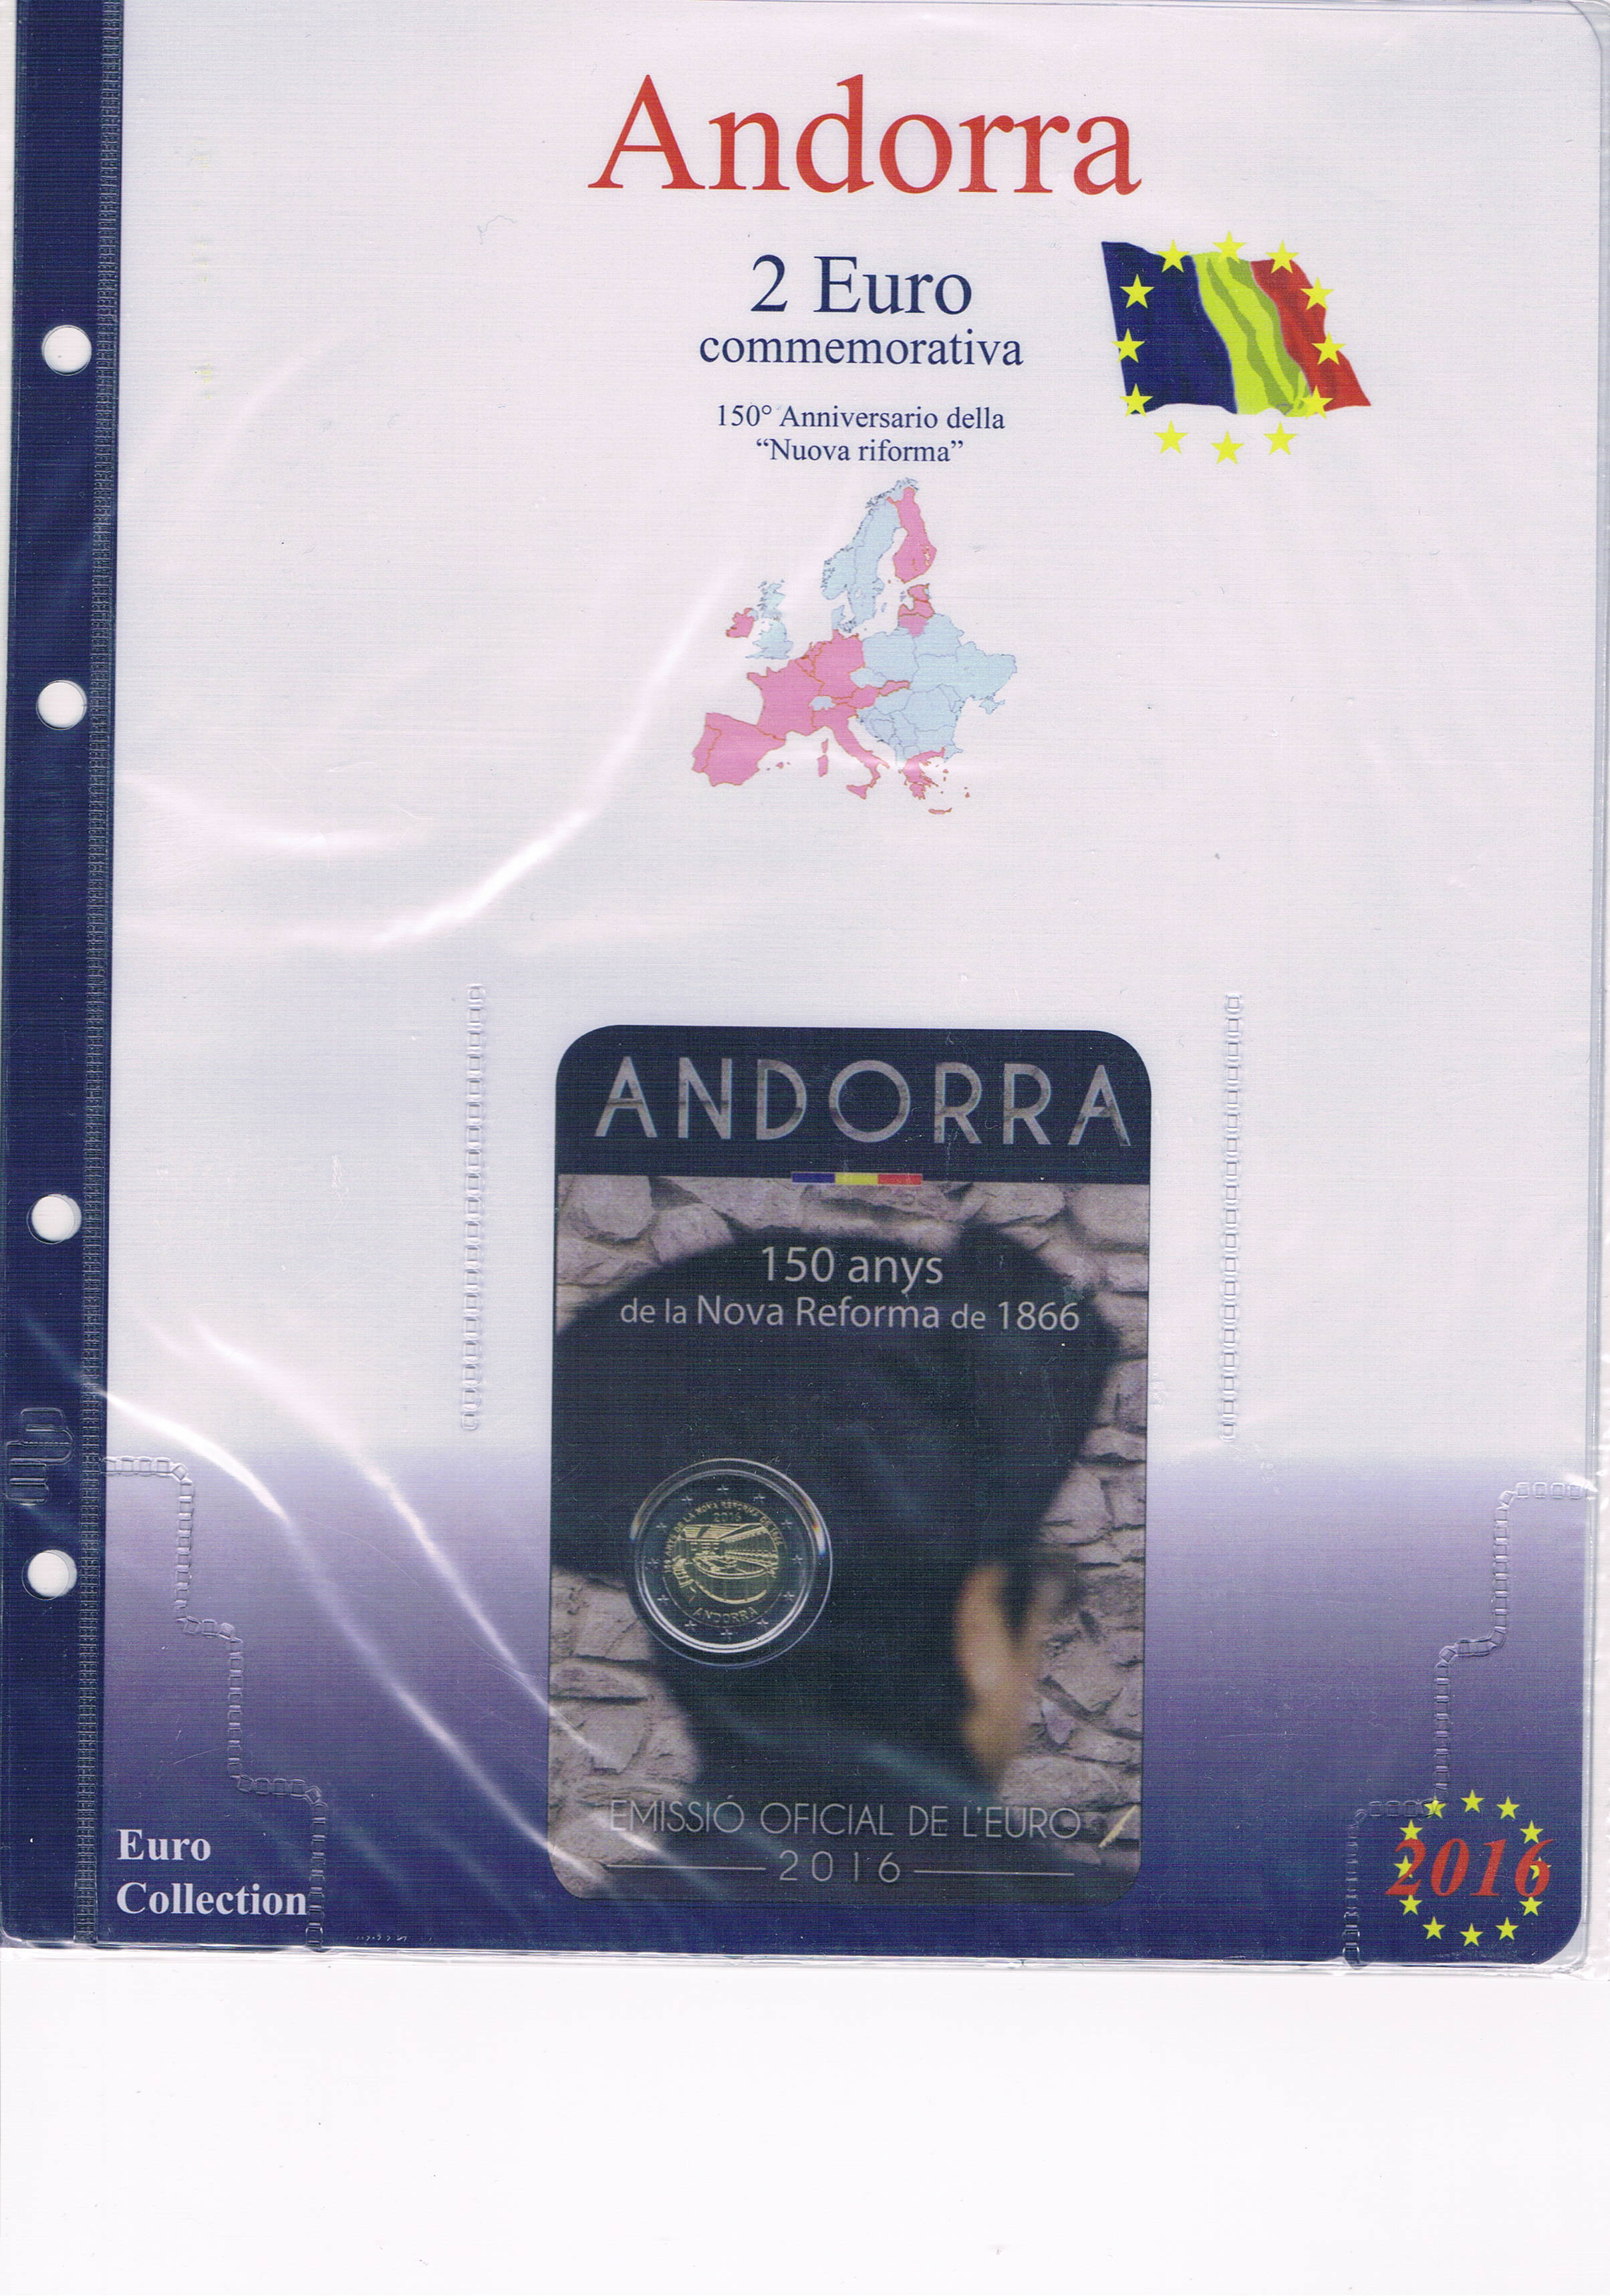 Andorra
2 Euro
commemorativa
150° Anniversario della
“Nuova riforma”
ANDORRA
150 anys
de la Nova Reforma de 1866
2016
ANDORRA
EMISSIÓ OFICIAL DE L'EURO
2016
Euro
Collection
2016